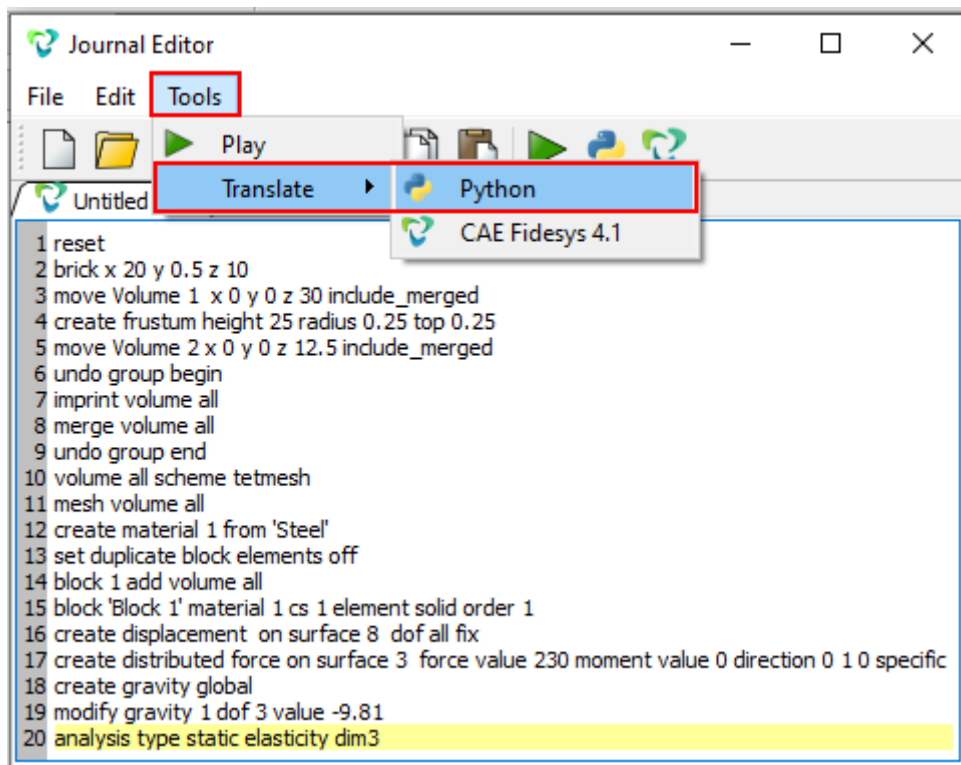 Journal Editor
File Edit Tools
Play
Translate
Python
CAE Fidesys 4.1
Untitled
1 reset
2 brick x 20 y 0.5 z 10
3 move Volume 1  x 0 y 0 z 30 include_merged
4 create frustum height 25 radius 0.25 top 0.25
5 move Volume 2 x 0 y 0 z 12.5 include_merged
6 undo group begin
7 imprint volume all
8 merge volume all
9 undo group end
10 volume all scheme tetmesh
11 mesh volume all
12 create material 1 from 'Steel'
13 set duplicate block elements off
14 block 1 add volume all
15 block 'Block 1' material 1 cs 1 element solid order 1
16 create displacement  on surface 8  dof all fix
17 create distributed force on surface 3  force value 230 moment value 0 direction 0 1 0 specific
18 create gravity global
19 modify gravity 1 dof 3 value -9.81
20 analysis type static elasticity dim3